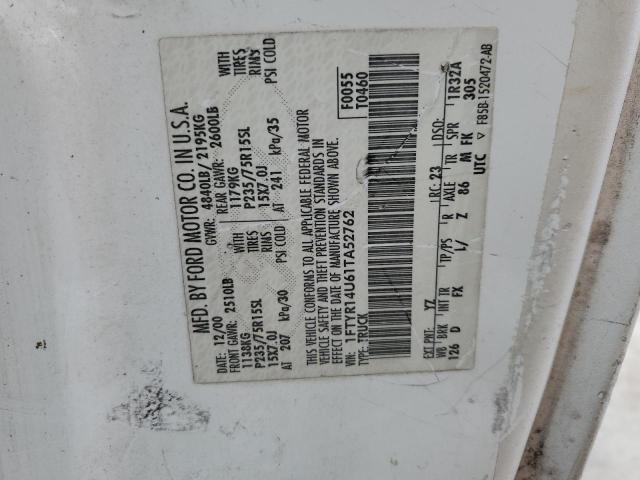 MFD. BY FORD MOTOR CO. IN U.S.A.
DATE: 12/00 GVWR: 4840LB/ 2195KG
FRONT GAWR: 2510LB REAR GAWR: 2600LB
1138KG WITH 1179KG WITH
P235/75R15SL TIRES P235/75R15SL TIRES
15X7.0J RIMS 15X7.0J RIMS
AT 207 kPa/30 PSI COLD AT 241 kPa/35 PSI COLD
THIS VEHICLE CONFORMS TO ALL APPLICABLE FEDERAL MOTOR
VEHICLE SAFETY AND THEFT PREVENTION STANDARDS IN
EFFECT ON THE DATE OF MANUFACTURE SHOWN ABOVE.
VIN: 1FTYR14U61TA52762 F0055
TYPE: TRUCK T0460
EXT PNT: YZ RC: 23 DSO:
WB BRK INT TR TP/PS R AXLE TR SPR 1R32A
126 D FX L/ Z 86 M FK 305
UTC ▽ F85B-1520472-AB